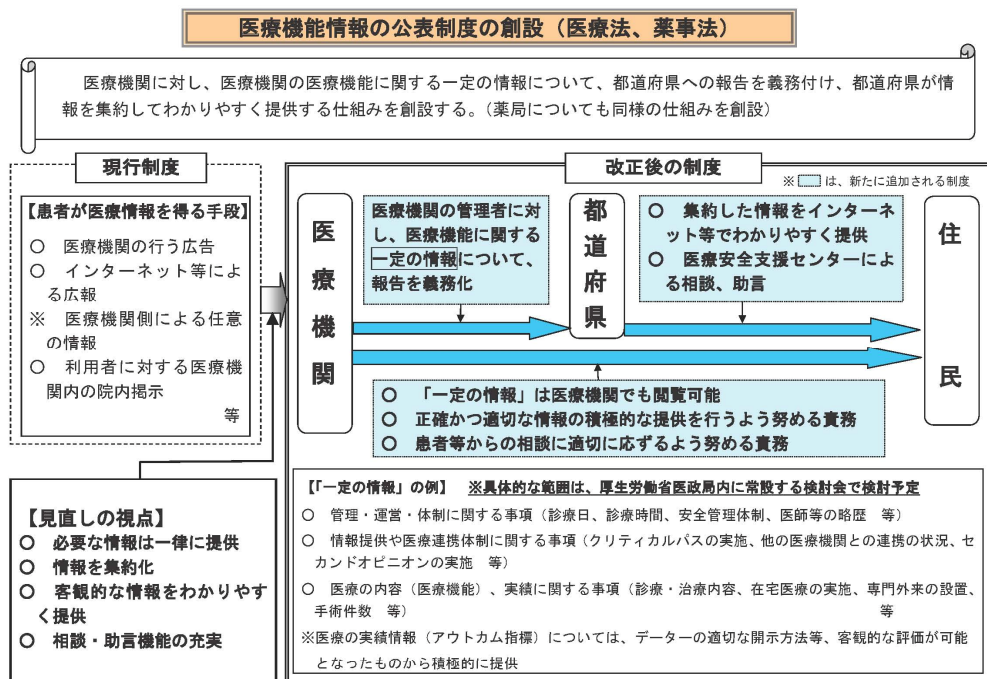 医療機能情報の公表制度の創設（医療法、薬事法）
医療機関に対し、医療機関の医療機能に関する一定の情報について、都道府県への報告を義務付け、都道府県が情
報を集約してわかりやすく提供する仕組みを創設する。（薬局についても同様の仕組みを創設）
現行制度
【患者が医療情報を得る手段】
○　医療機関の行う広告
○　インターネット等によ
る広報
※　医療機関側による任意
の情報
○　利用者に対する医療機
関内の院内掲示
等
【見直しの視点】
○　必要な情報は一律に提供
○　情報を集約化
○　客観的な情報をわかりやす
く提供
○　相談・助言機能の充実
改正後の制度
※　は、新たに追加される制度
医療機関
医療機関の管理者に対
し、医療機能に関する
一定の情報について、
報告を義務化
都道府県
○　集約した情報をインターネ
ット等でわかりやすく提供
○　医療安全支援センターによ
る相談、助言
住民
○　「一定の情報」は医療機関でも閲覧可能
○　正確かつ適切な情報の積極的な提供を行うよう努める責務
○　患者等からの相談に適切に応ずるよう努める責務
【「一定の情報」の例】　※具体的な範囲は、厚生労働省医政局内に常設する検討会で検討予定
○　管理・運営・体制に関する事項（診療日、診療時間、安全管理体制、医師等の略歴　等）
○　情報提供や医療連携体制に関する事項（クリティカルパスの実施、他の医療機関との連携の状況、セ
カンドオピニオンの実施　等）
○　医療の内容（医療機能）、実績に関する事項（診療・治療内容、在宅医療の実施、専門外来の設置、
手術件数　等）　等
※医療の実績情報（アウトカム指標）については、データーの適切な開示方法等、客観的な評価が可能
となったものから積極的に提供